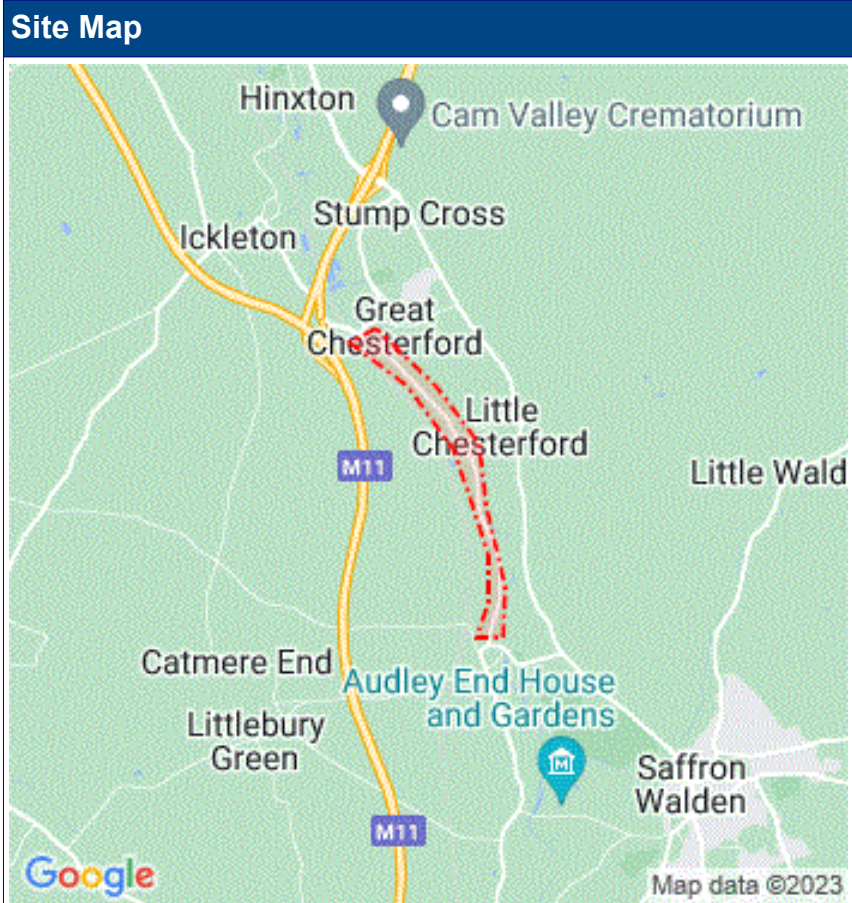 Site Map
Hinxton
Cam Valley Crematorium
Stump Cross
Ickleton
Great
Chesterford
Little
Chesterford
M11
Little Wald
Catmere End
Audley End House
and Gardens
Littlebury
Green
Saffron
Walden
M11
Google
Map data ©2023